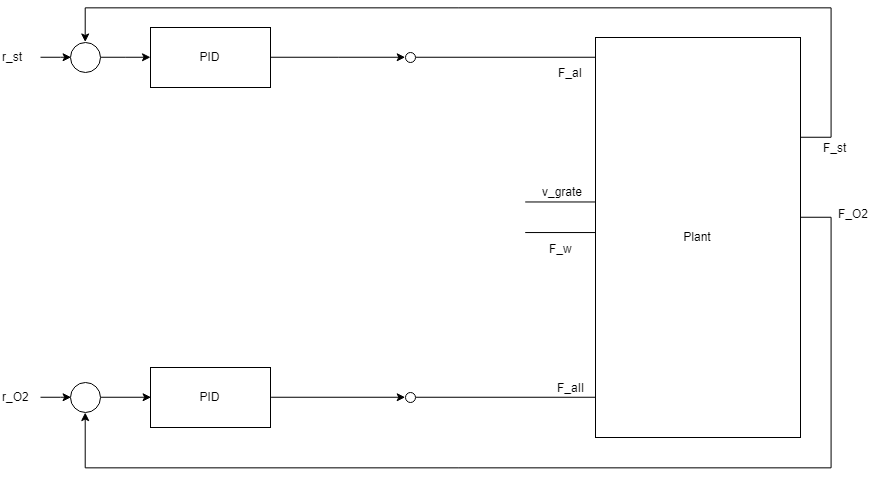 r_st
PID
F_al
F_st
v_grate
F_O2
Plant
F_w
F_all
r_O2
PID